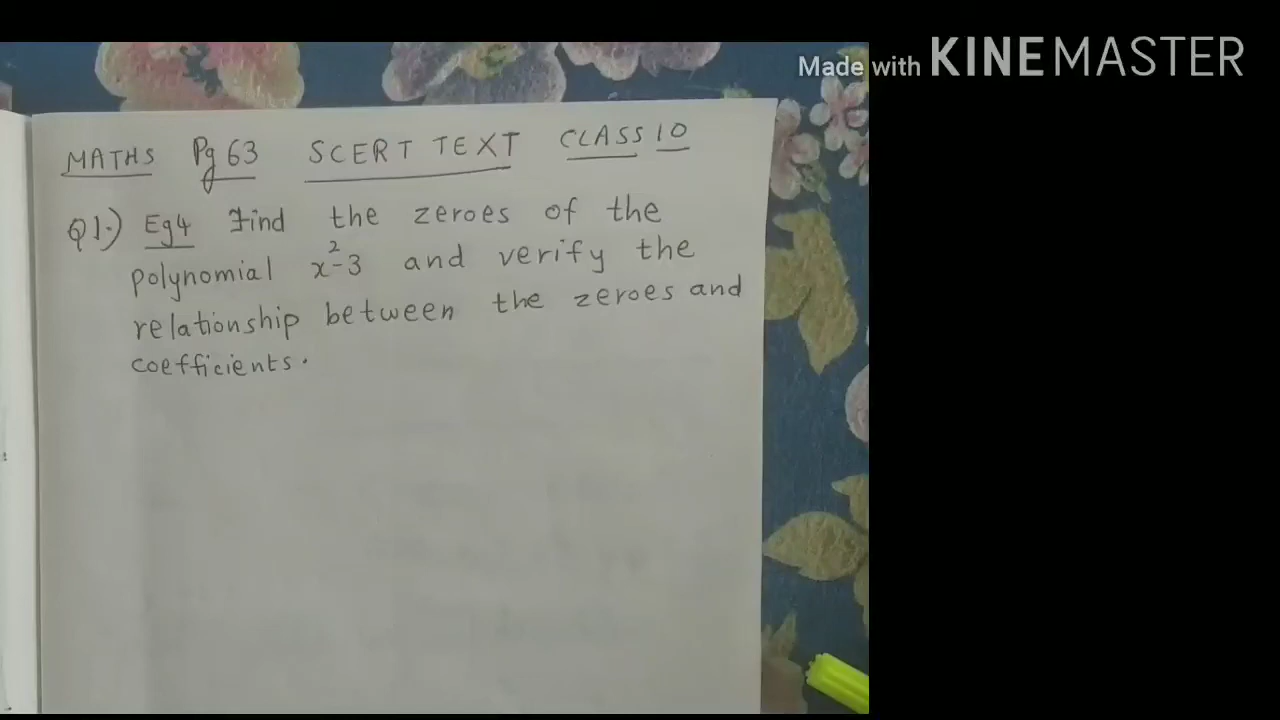 Made with KINEMASTER
MATHS Pg 63 SCERT TEXT CLASS 10
Q1.) Eg4 Find the zeroes of the
polynomial x²-3 and verify the
relationship between the zeroes and
coefficients.